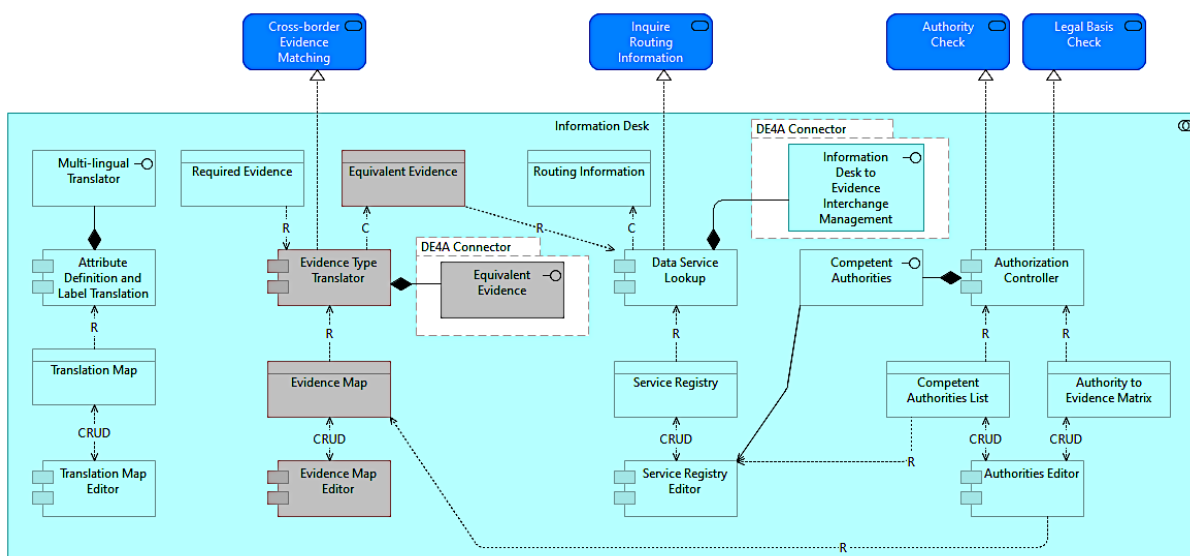 Cross-border
Evidence
Matching
Inquire
Routing
Information
Authority
Check
Legal Basis
Check
Information Desk
DE4A Connector
Multi-lingual
Translator
Required Evidence
Equivalent Evidence
Routing Information
Information
Desk to
Evidence
Interchange
Management
R
C
R
C
DE4A Connector
Attribute
Definition and
Label Translation
Evidence Type
Translator
Equivalent
Evidence
Data Service
Lookup
Competent
Authorities
Authorization
Controller
R
R
R
R
R
Translation Map
Evidence Map
Service Registry
Competent
Authorities List
Authority to
Evidence Matrix
CRUD
CRUD
CRUD
CRUD
CRUD
R
Translation Map
Editor
Evidence Map
Editor
Service Registry
Editor
Authorities Editor
R